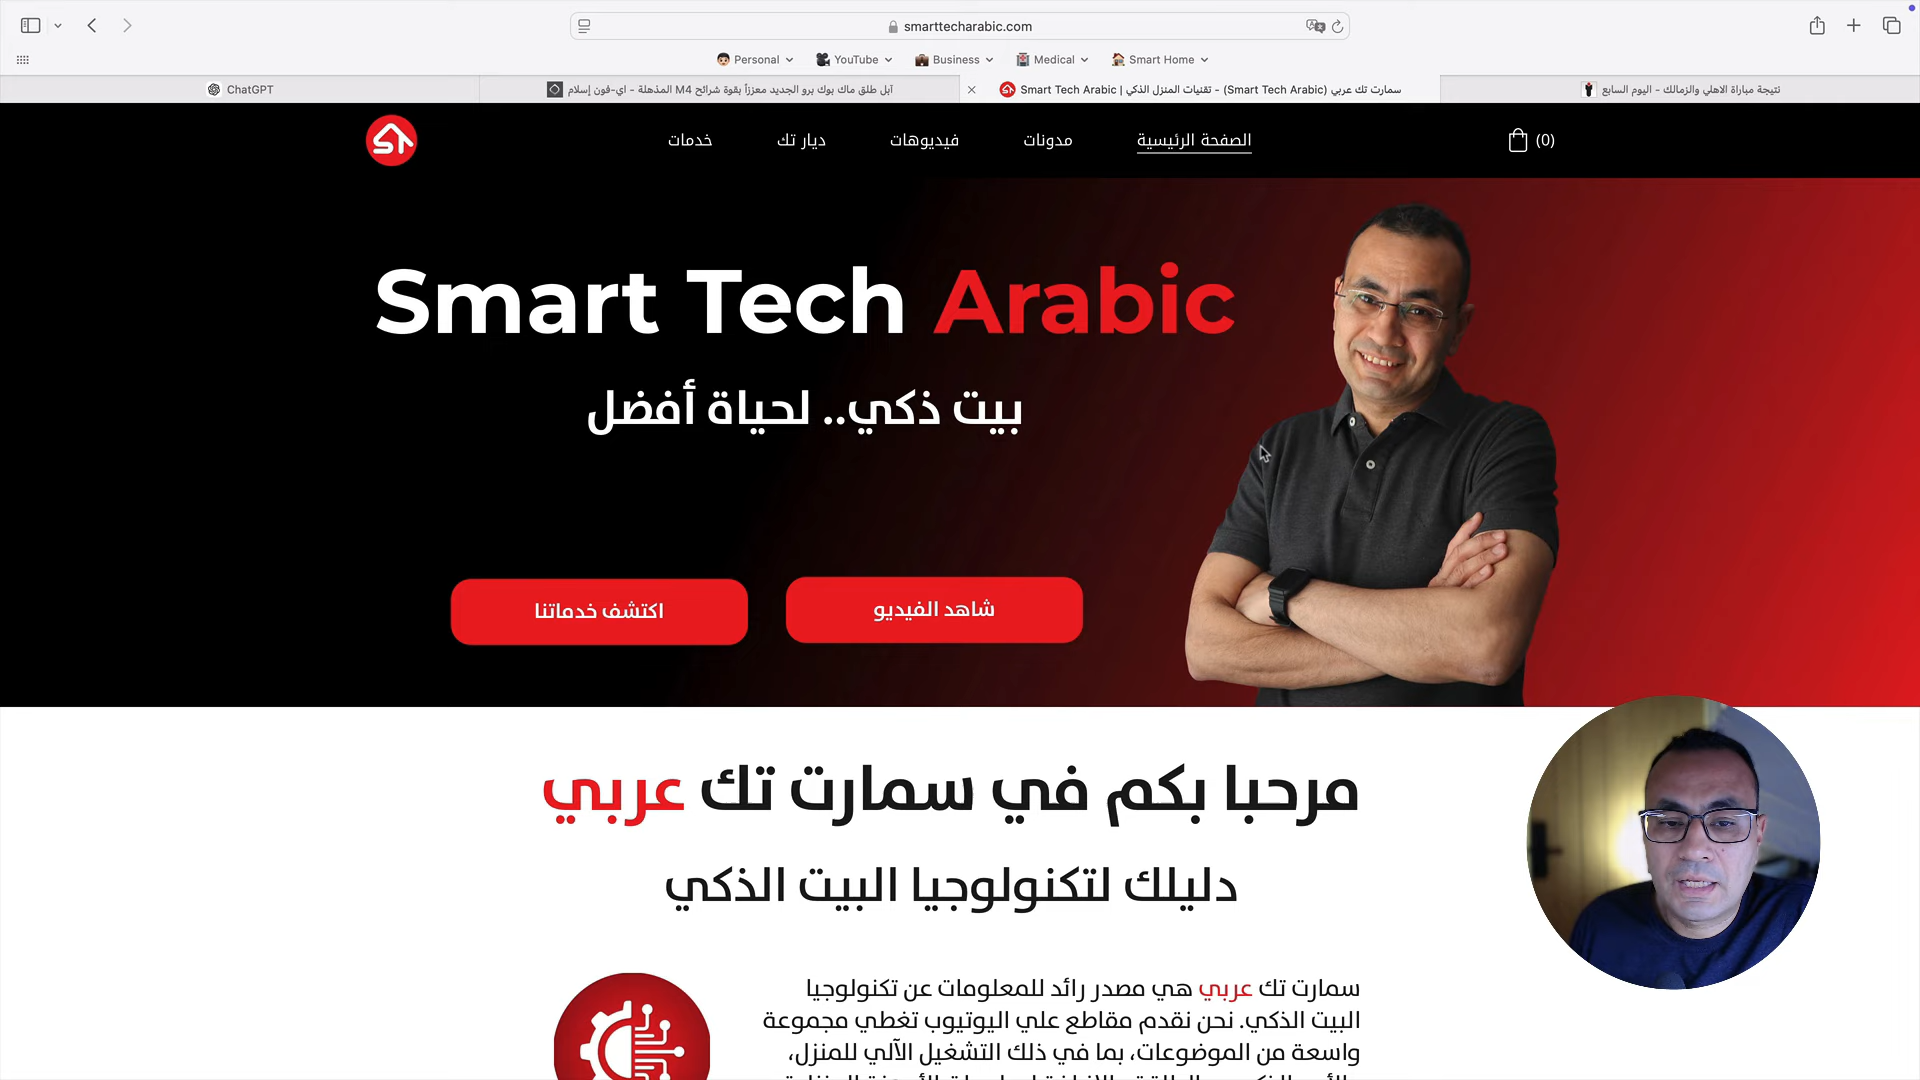 smarttecharabic.com
Personal
YouTube
Business
Medical
Smart Home
ChatGPT
آبل طلق ماك بوك برو الجديد معززاً بقوة شرائح M4 المذهلة - اي-فون إسلام
سمارت تك عربي (Smart Tech Arabic) - تقنيات المنزل الذكي | Smart Tech Arabic
نتيجة مباراة الاهلي والزمالك - اليوم السابع
الصفحة الرئيسية
مدونات
فيديوهات
ديار تك
خدمات
(0)
Smart Tech Arabic
بيت ذكي.. لحياة أفضل
شاهد الفيديو
اكتشف خدماتنا
مرحبا بكم في سمارت تك عربي
دليلك لتكنولوجيا البيت الذكي
سمارت تك عربي هي مصدر رائد للمعلومات عن تكنولوجيا
البيت الذكي. نحن نقدم مقاطع علي اليوتيوب تغطي مجموعة
واسعة من الموضوعات، بما في ذلك التشغيل الآلي للمنزل،